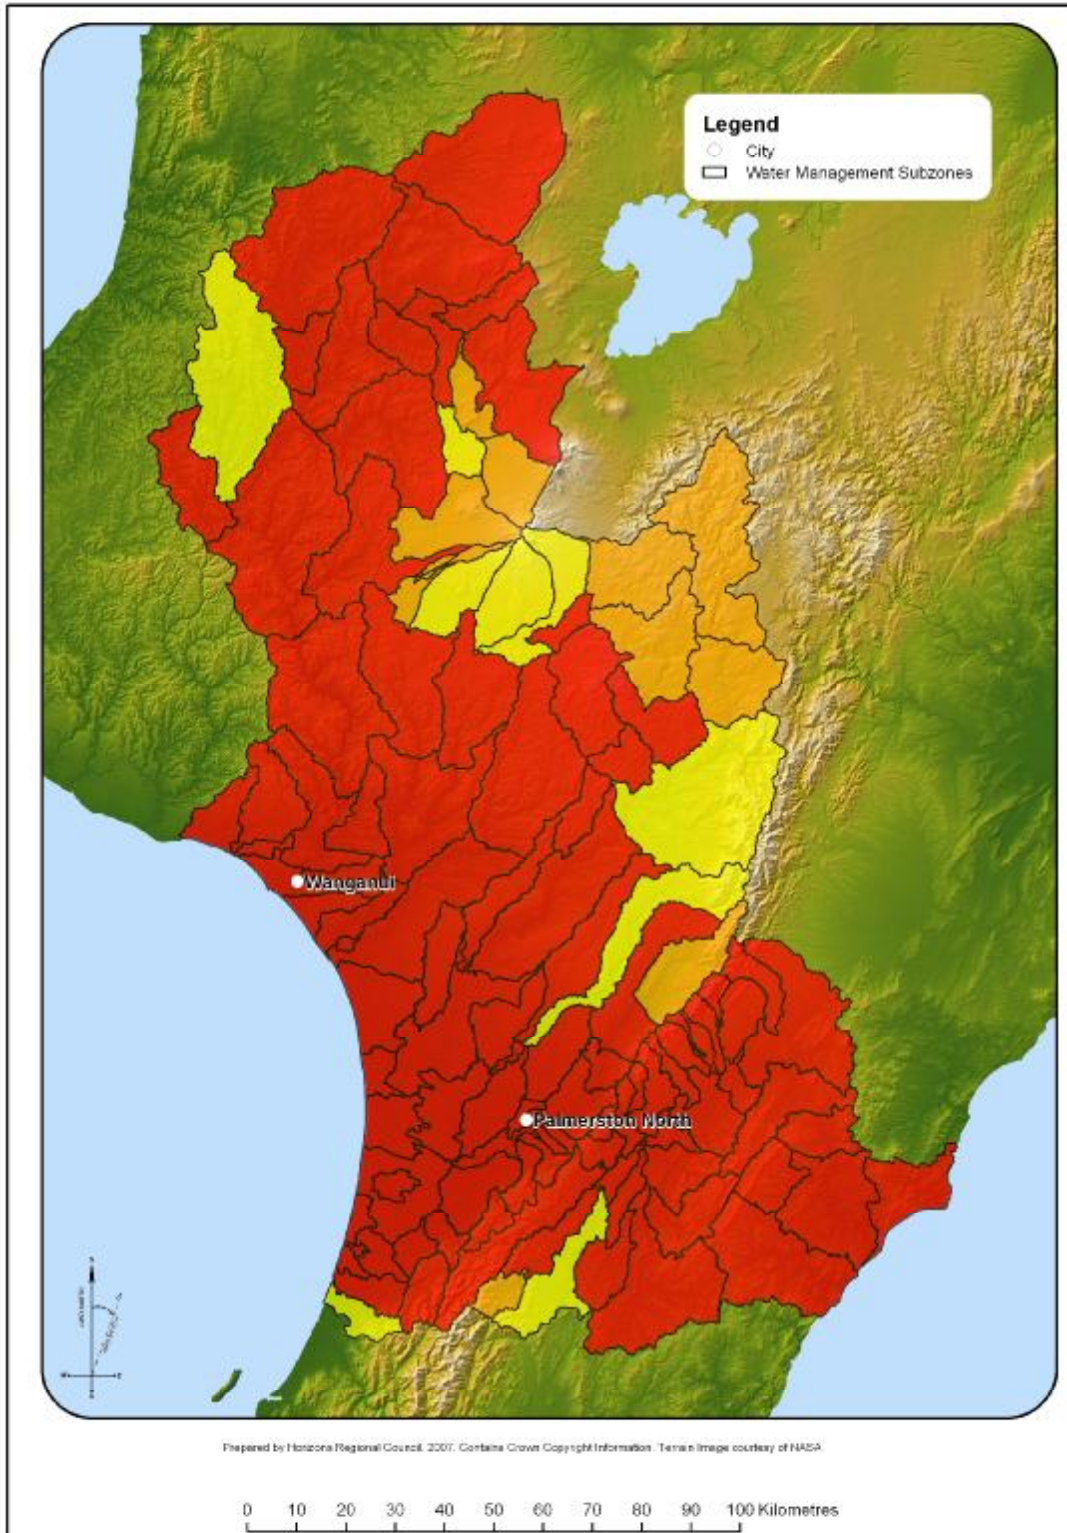 Legend
City
Water Management Subzones
Wanganui
Palmerston North
Prepared by Horizons Regional Council. 2007. Contains Crown Copyright Information. Terrain Image courtesy of NASA
0 10 20 30 40 50 60 70 80 90 100 Kilometres